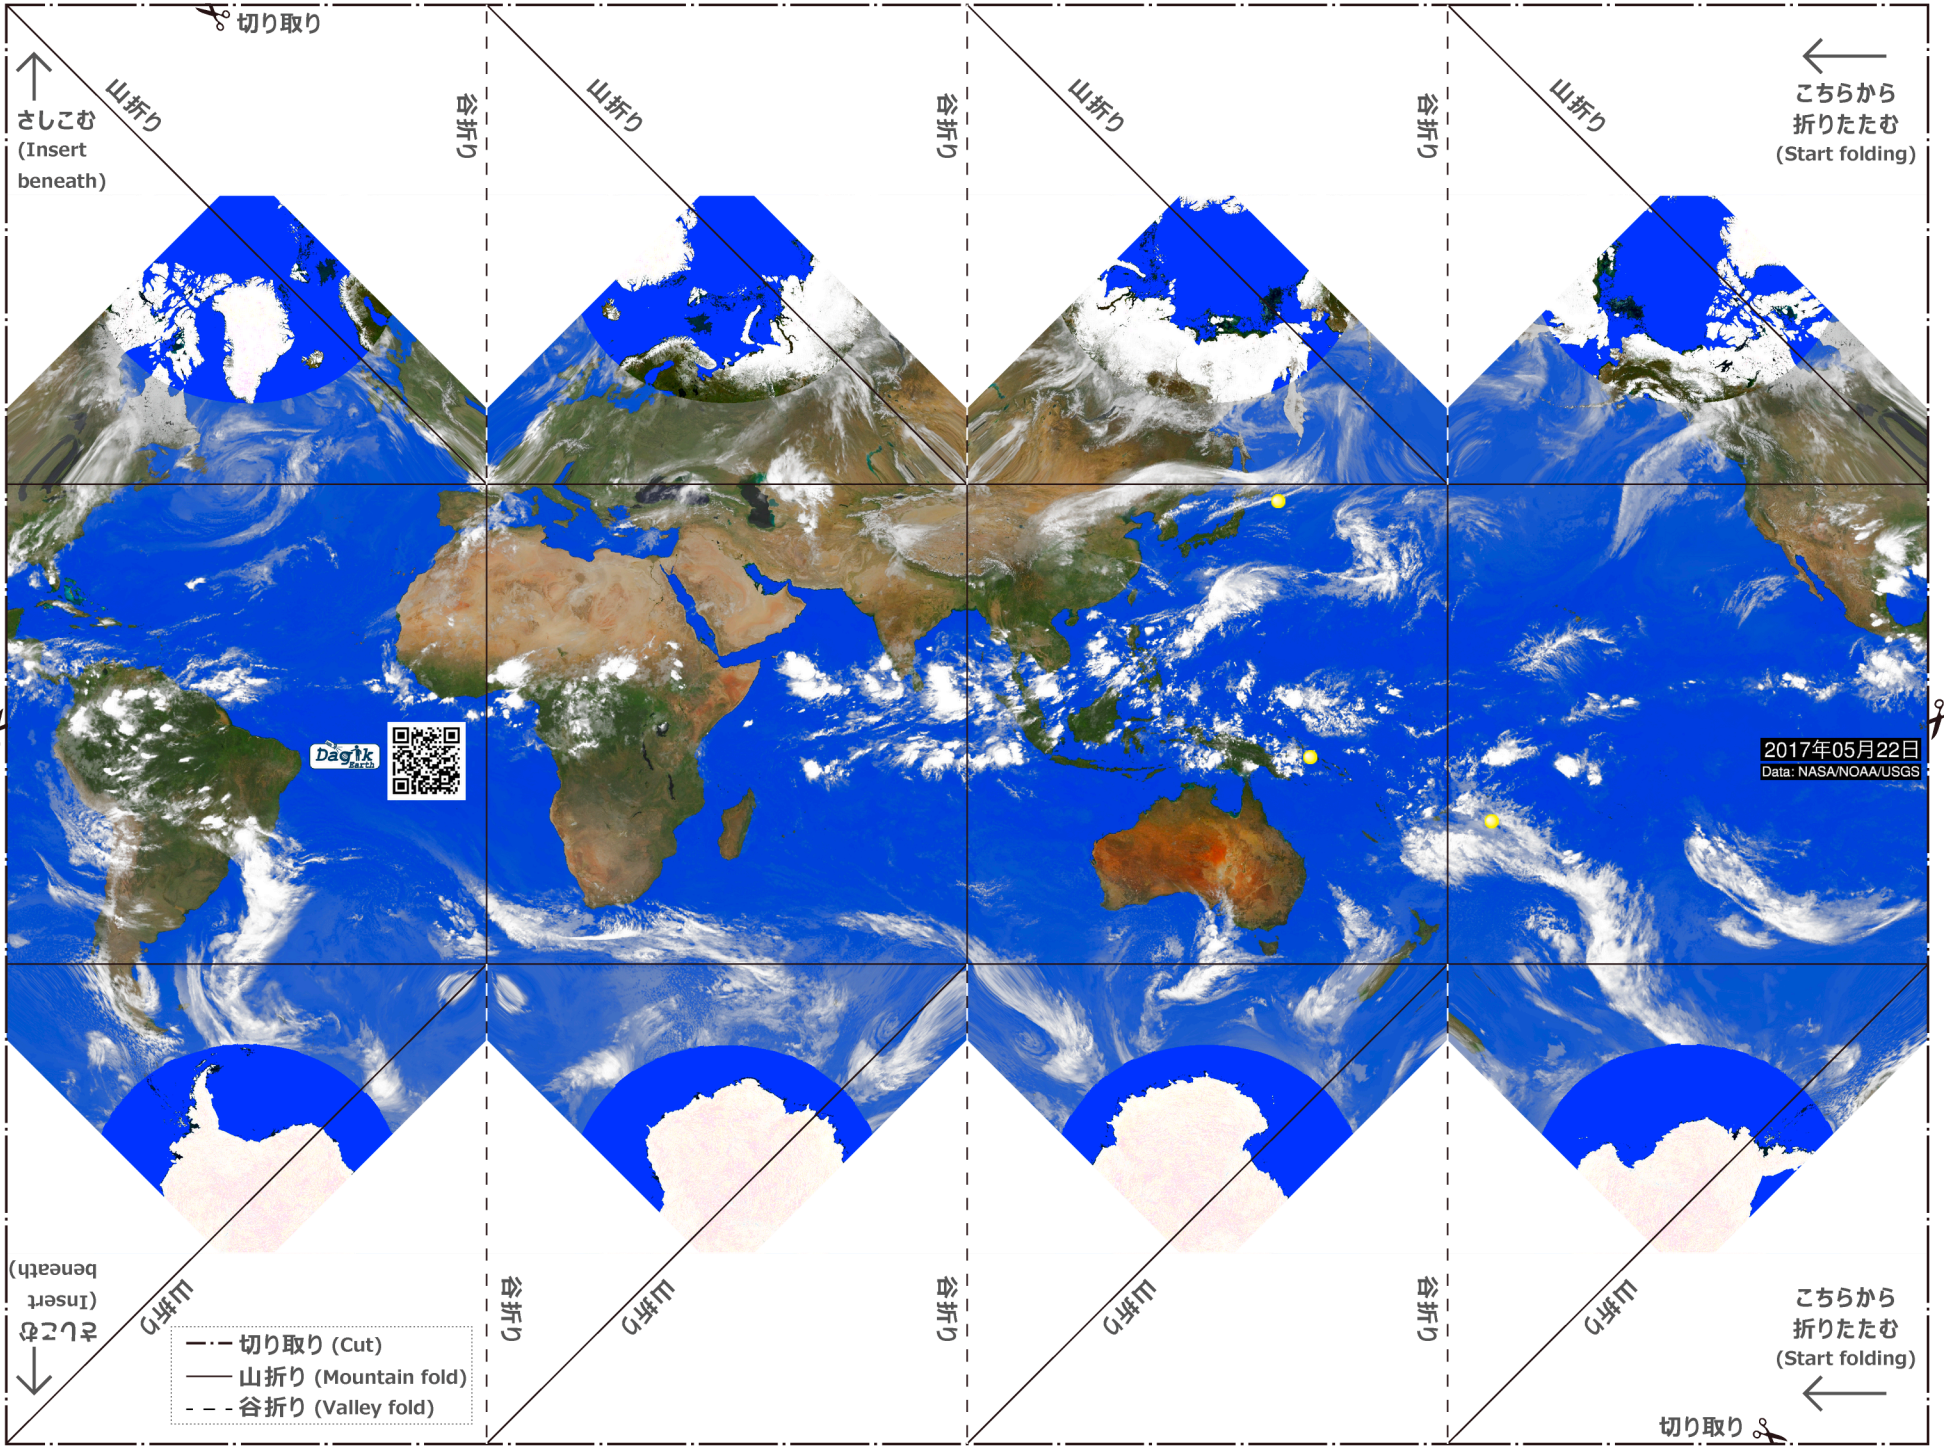 切り取り
さしこむ
(Insert
beneath)
山折り
谷折り
山折り
谷折り
山折り
谷折り
山折り
こちらから
折りたたむ
(Start folding)
Dagik
Earth
2017年05月22日
Data: NASA/NOAA/USGS
さしこむ
(Insert
beneath)
山折り
谷折り
山折り
谷折り
山折り
谷折り
山折り
こちらから
折りたたむ
(Start folding)
切り取り (Cut)
山折り (Mountain fold)
谷折り (Valley fold)
切り取り